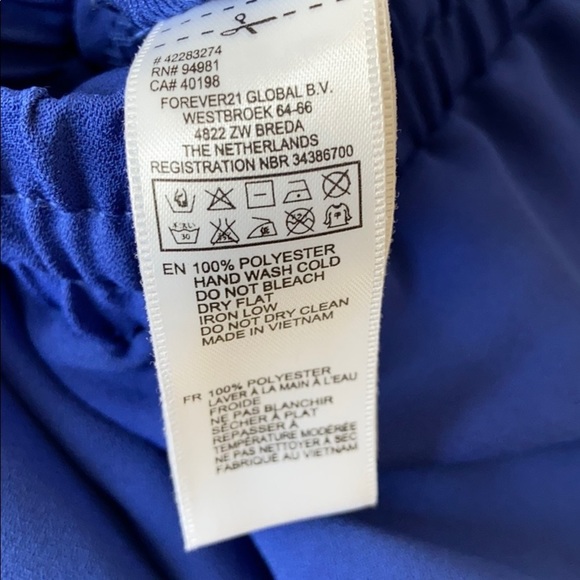 # 42283274
RN# 94981
CA# 40198
FOREVER21 GLOBAL B.V.
WESTBROEK 64-66
4822 ZW BREDA
THE NETHERLANDS
REGISTRATION NBR 34386700
30
EN 100% POLYESTER
HAND WASH COLD
DO NOT BLEACH
DRY FLAT
IRON LOW
DO NOT DRY CLEAN
MADE IN VIETNAM
FR 100% POLYESTER
LAVER À LA MAIN À L'EAU
FROIDE
NE PAS BLANCHIR
SÉCHER À PLAT
REPASSER À
TEMPÉRATURE MODÉRÉE
NE PAS NETTOYER À SEC
FABRIQUÉ AU VIETNAM